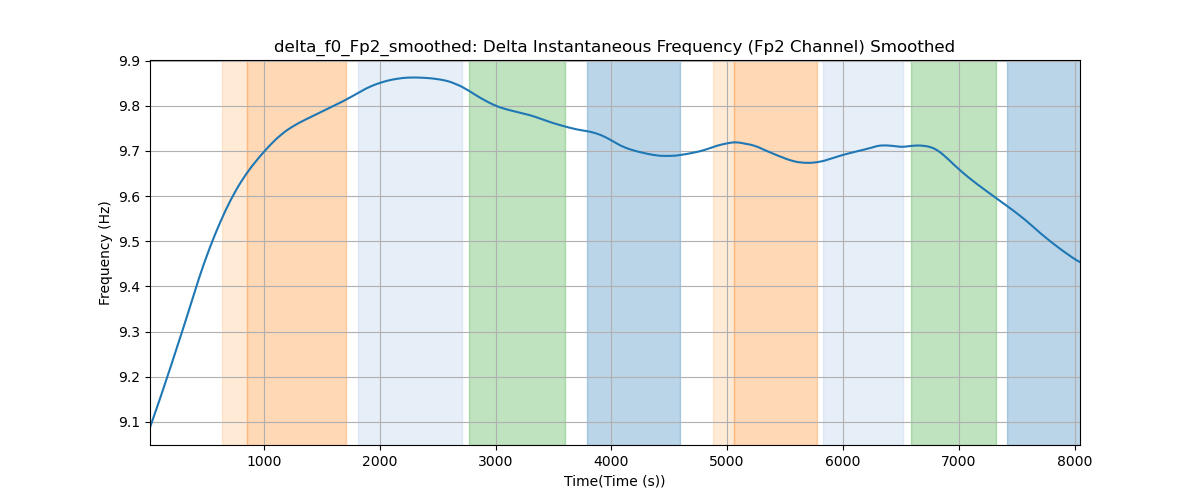 delta_f0_Fp2_smoothed: Delta Instantaneous Frequency (Fp2 Channel) Smoothed
Frequency (Hz)
9.9
9.8
9.7
9.6
9.5
9.4
9.3
9.2
9.1
1000 2000 3000 4000 5000 6000 7000 8000
Time(Time (s))